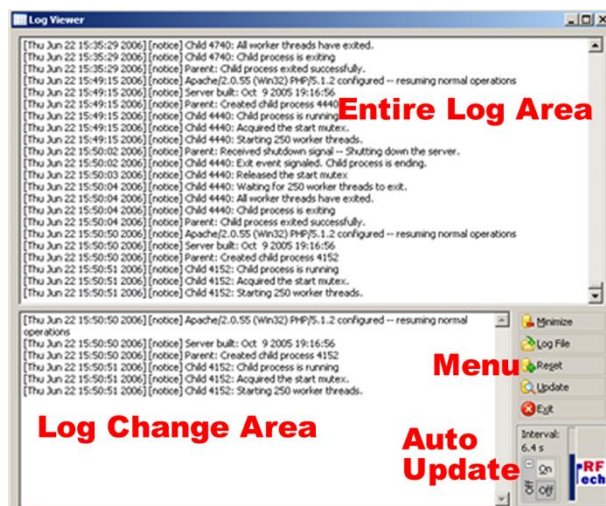 Log Viewer
[Thu Jun 22 15:35:29 2006] [notice] Child 4740: All worker threads have exited.
[Thu Jun 22 15:35:29 2006] [notice] Child 4740: Child process is exiting
[Thu Jun 22 15:35:29 2006] [notice] Parent: Child process exited successfully.
[Thu Jun 22 15:49:15 2006] [notice] Apache/2.0.55 (Win32) PHP/5.1.2 configured -- resuming normal operations
[Thu Jun 22 15:49:15 2006] [notice] Server built: Oct 9 2005 19:16:56
[Thu Jun 22 15:49:15 2006] [notice] Parent: Created child process 4440
[Thu Jun 22 15:49:15 2006] [notice] Child 4440: Child process is running
[Thu Jun 22 15:49:15 2006] [notice] Child 4440: Acquired the start mutex.
[Thu Jun 22 15:49:15 2006] [notice] Child 4440: Starting 250 worker threads.
[Thu Jun 22 15:50:02 2006] [notice] Parent: Received shutdown signal -- Shutting down the server.
[Thu Jun 22 15:50:02 2006] [notice] Child 4440: Exit event signaled. Child process is ending.
[Thu Jun 22 15:50:03 2006] [notice] Child 4440: Released the start mutex
[Thu Jun 22 15:50:04 2006] [notice] Child 4440: Waiting for 250 worker threads to exit.
[Thu Jun 22 15:50:04 2006] [notice] Child 4440: All worker threads have exited.
[Thu Jun 22 15:50:04 2006] [notice] Child 4440: Child process is exiting
[Thu Jun 22 15:50:04 2006] [notice] Parent: Child process exited successfully.
[Thu Jun 22 15:50:50 2006] [notice] Apache/2.0.55 (Win32) PHP/5.1.2 configured -- resuming normal operations
[Thu Jun 22 15:50:50 2006] [notice] Server built: Oct 9 2005 19:16:56
[Thu Jun 22 15:50:50 2006] [notice] Parent: Created child process 4152
[Thu Jun 22 15:50:51 2006] [notice] Child 4152: Child process is running
[Thu Jun 22 15:50:51 2006] [notice] Child 4152: Acquired the start mutex.
[Thu Jun 22 15:50:51 2006] [notice] Child 4152: Starting 250 worker threads.
Entire Log Area
[Thu Jun 22 15:50:50 2006] [notice] Apache/2.0.55 (Win32) PHP/5.1.2 configured -- resuming normal
operations
[Thu Jun 22 15:50:50 2006] [notice] Server built: Oct 9 2005 19:16:56
[Thu Jun 22 15:50:50 2006] [notice] Parent: Created child process 4152
[Thu Jun 22 15:50:51 2006] [notice] Child 4152: Child process is running
[Thu Jun 22 15:50:51 2006] [notice] Child 4152: Acquired the start mutex.
[Thu Jun 22 15:50:51 2006] [notice] Child 4152: Starting 250 worker threads.
Log Change Area
Menu
Minimize
Log File
Reset
Update
Exit
Auto
Update
Interval:
6.4 s
On
Off
Off
RF
ech